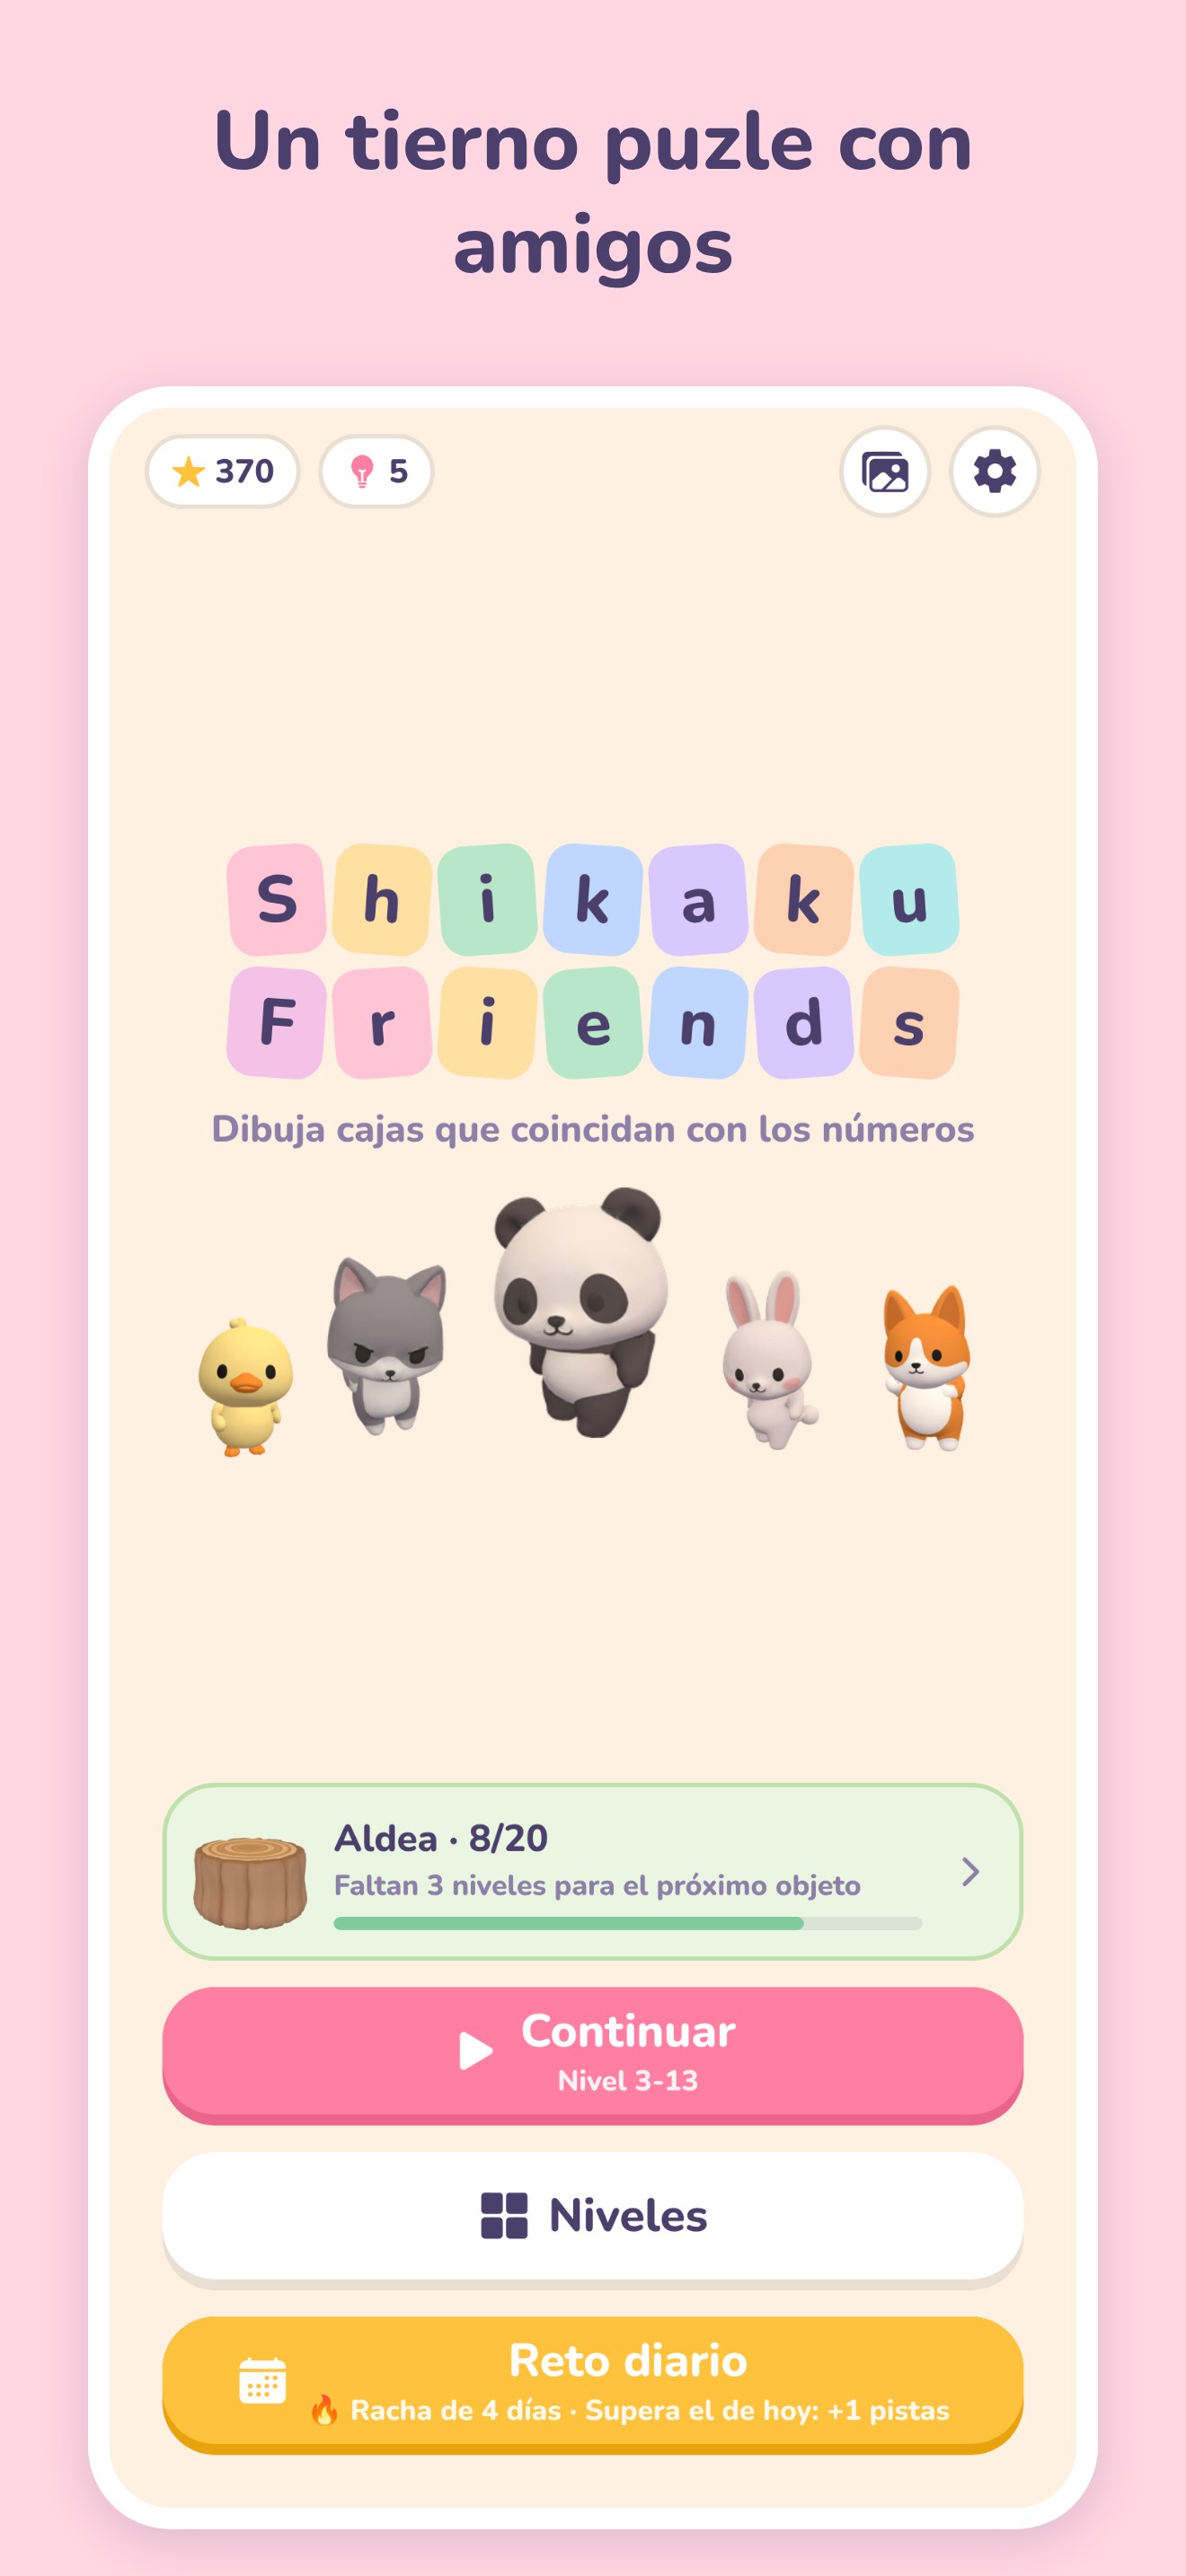 Un tierno puzle con
amigos
370
5
Shikaku
Friends
Dibuja cajas que coincidan con los números
Aldea · 8/20
Faltan 3 niveles para el próximo objeto
Continuar
Nivel 3-13
Niveles
Reto diario
🔥 Racha de 4 días · Supera el de hoy: +1 pistas